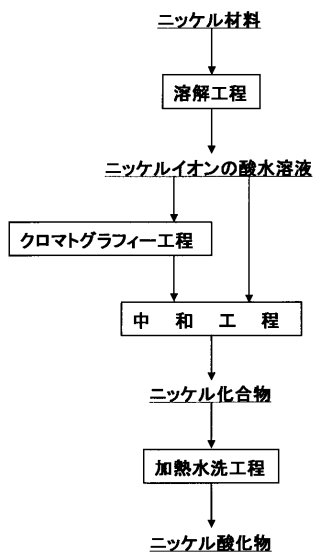 ニッケル材料
溶解工程
ニッケルイオンの酸水溶液
クロマトグラフィー工程
中和工程
ニッケル化合物
加熱水洗工程
ニッケル酸化物